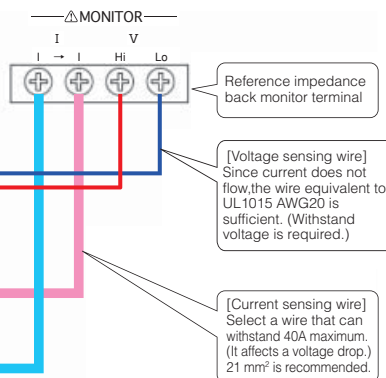 ⚠MONITOR
I V
I → I Hi Lo
Reference impedance
back monitor terminal
[Voltage sensing wire]
Since current does not
flow,the wire equivalent to
UL1015 AWG20 is
sufficient. (Withstand
voltage is required.)
[Current sensing wire]
Select a wire that can
withstand 40A maximum.
(It affects a voltage drop.)
21 mm² is recommended.